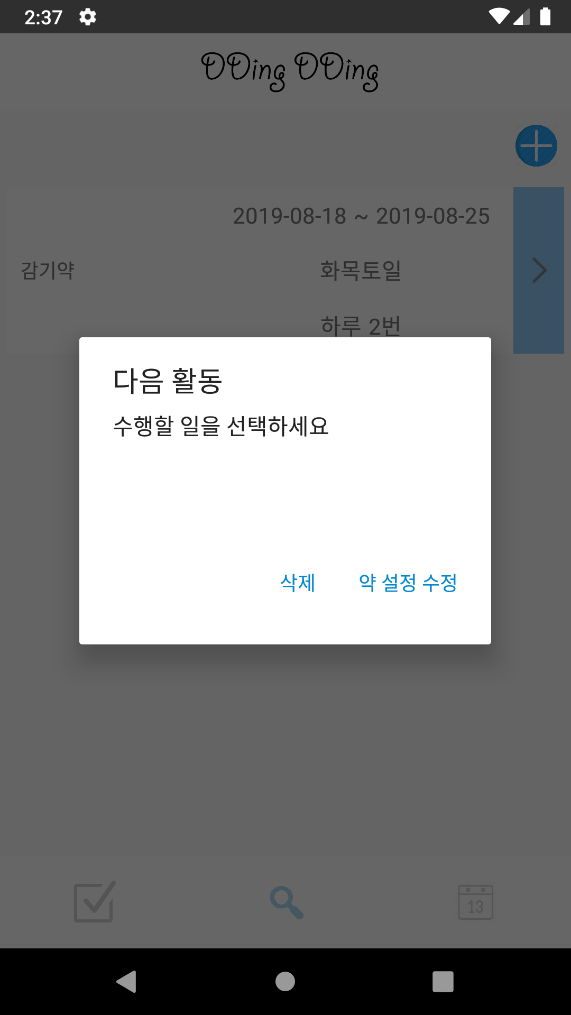 2:37
DDing DDing
2019-08-18 ~ 2019-08-25
감기약
화목토일
하루 2번
다음 활동
수행할 일을 선택하세요
삭제 약 설정 수정
13